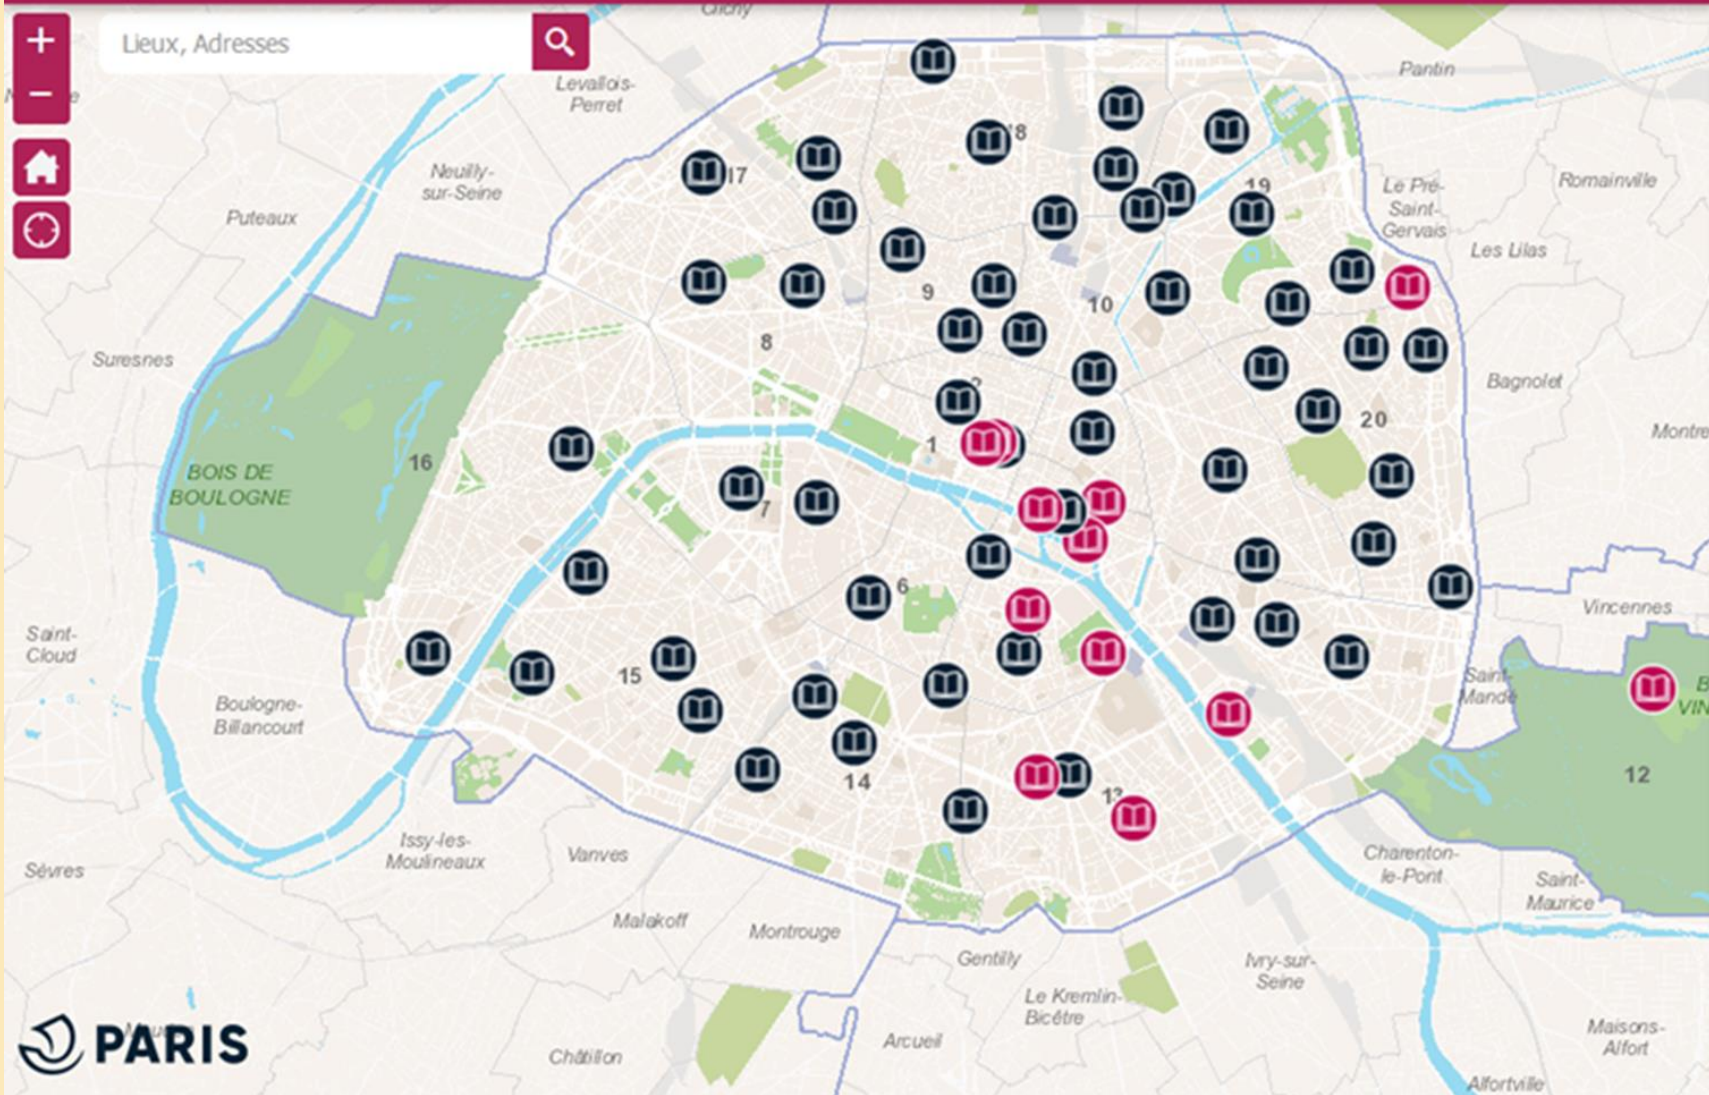 Clichy
+
Lieux, Adresses
−
Levallois-
Perret
Pantin
18
17
Neuilly-
sur-Seine
19
Le Pré-
Saint-
Gervais
Romainville
Puteaux
Les Lilas
9
10
8
Suresnes
2
Bagnolet
20
1
16
BOIS DE
BOULOGNE
7
6
Vincennes
Saint-
Cloud
15
Saint-
Mandé
B
VIN
Boulogne-
Billancourt
14
13
12
Issy-les-
Moulineaux
Vanves
Charenton-
le-Pont
Sèvres
Saint-
Maurice
Malakoff
Montrouge
Gentilly
Ivry-sur-
Seine
Le Kremlin-
Bicêtre
PARIS
Arcueil
Châtillon
Maisons-
Alfort
Alfortville